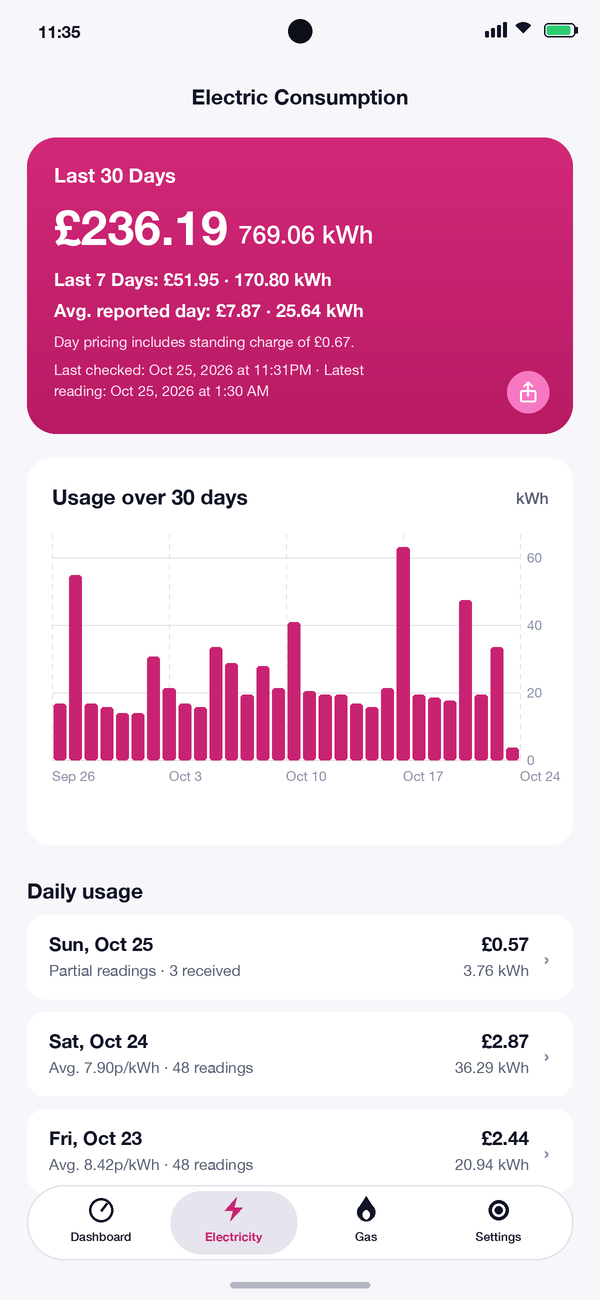 11:35
Electric Consumption
Last 30 Days
£236.19 769.06 kWh
Last 7 Days: £51.95 · 170.80 kWh
Avg. reported day: £7.87 · 25.64 kWh
Day pricing includes standing charge of £0.67.
Last checked: Oct 25, 2026 at 11:31PM · Latest
reading: Oct 25, 2026 at 1:30 AM
Usage over 30 days kWh
60
40
20
0
Sep 26 Oct 3 Oct 10 Oct 17 Oct 24
Daily usage
Sun, Oct 25 £0.57
Partial readings · 3 received 3.76 kWh
Sat, Oct 24 £2.87
Avg. 7.90p/kWh · 48 readings 36.29 kWh
Fri, Oct 23 £2.44
Avg. 8.42p/kWh · 48 readings 20.94 kWh
Dashboard Electricity Gas Settings